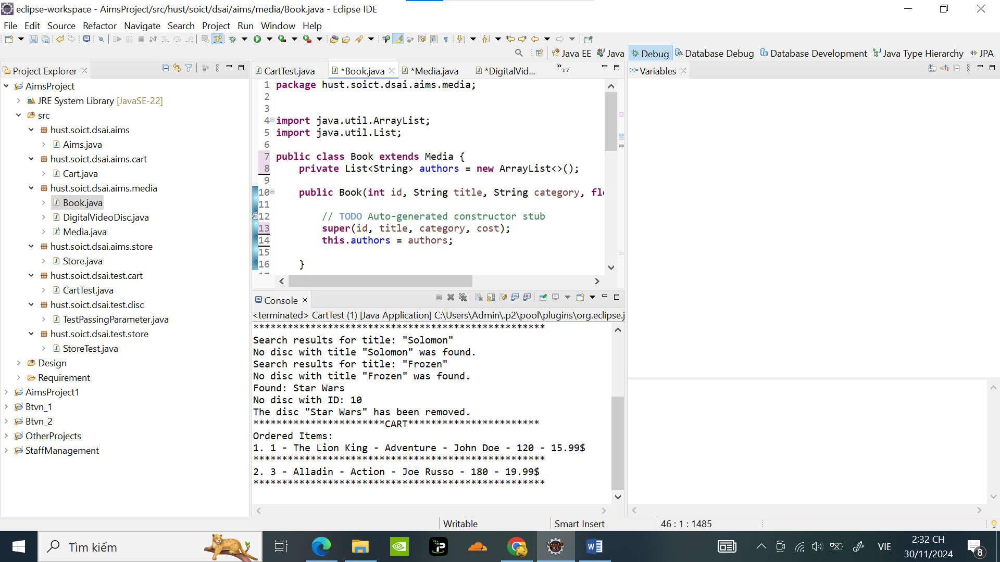 eclipse-workspace - AimsProject/src/hust/soict/dsai/aims/media/Book.java - Eclipse IDE
File Edit Source Refactor Navigate Search Project Run Window Help
Java EE Java Debug Database Debug Database Development Java Type Hierarchy JPA
Project Explorer
AimsProject
JRE System Library [JavaSE-22]
src
hust.soict.dsai.aims
Aims.java
hust.soict.dsai.aims.cart
Cart.java
hust.soict.dsai.aims.media
Book.java
DigitalVideoDisc.java
Media.java
hust.soict.dsai.aims.store
Store.java
hust.soict.dsai.test.cart
CartTest.java
hust.soict.dsai.test.disc
TestPassingParameter.java
hust.soict.dsai.test.store
StoreTest.java
Design
Requirement
AimsProject1
Btvn_1
Btvn_2
OtherProjects
StaffManagement
CartTest.java *Book.java *Media.java *DigitalVid... »37
1 package hust.soict.dsai.aims.media;
2
3
4 import java.util.ArrayList;
5 import java.util.List;
6
7 public class Book extends Media {
8 private List<String> authors = new ArrayList<>();
9
10 public Book(int id, String title, String category, flo
11
12 // TODO Auto-generated constructor stub
13 super(id, title, category, cost);
14 this.authors = authors;
15
16 }
Console
<terminated> CartTest (1) [Java Application] C:\Users\Admin\.p2\pool\plugins\org.eclipse.j
***************************************************
Search results for title: "Solomon"
No disc with title "Solomon" was found.
Search results for title: "Frozen"
No disc with title "Frozen" was found.
Found: Star Wars
No disc with ID: 10
The disc "Star Wars" has been removed.
***********************CART***********************
Ordered Items:
1. 1 - The Lion King - Adventure - John Doe - 120 - 15.99$
***************************************************
2. 3 - Alladin - Action - Joe Russo - 180 - 19.99$
***************************************************
Variables
Writable Smart Insert 46 : 1 : 1485
Tìm kiếm
VIE
2:32 CH
30/11/2024
8